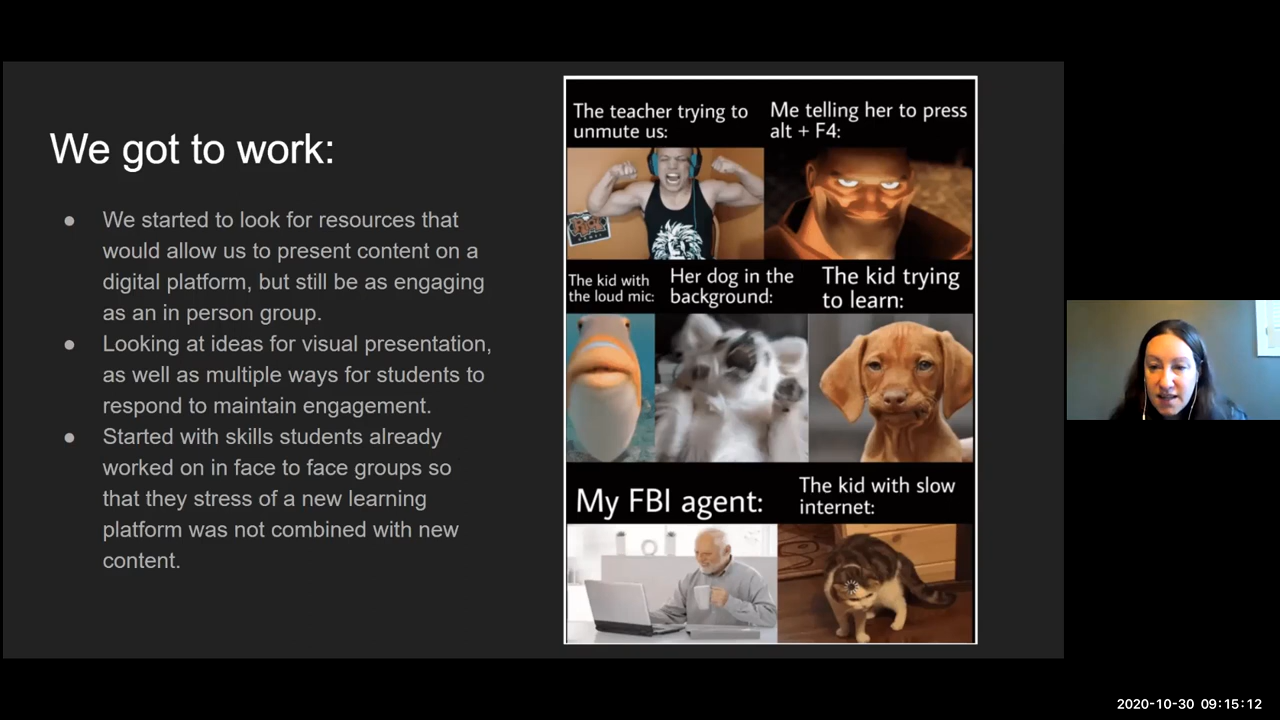 We got to work:
● We started to look for resources that
would allow us to present content on a
digital platform, but still be as engaging
as an in person group.
● Looking at ideas for visual presentation,
as well as multiple ways for students to
respond to maintain engagement.
● Started with skills students already
worked on in face to face groups so
that they stress of a new learning
platform was not combined with new
content.
The teacher trying to
unmute us:
Me telling her to press
alt + F4:
The kid with
the loud mic:
Her dog in the
background:
The kid trying
to learn:
My FBI agent:
The kid with slow
internet:
2020-10-30 09:15:12